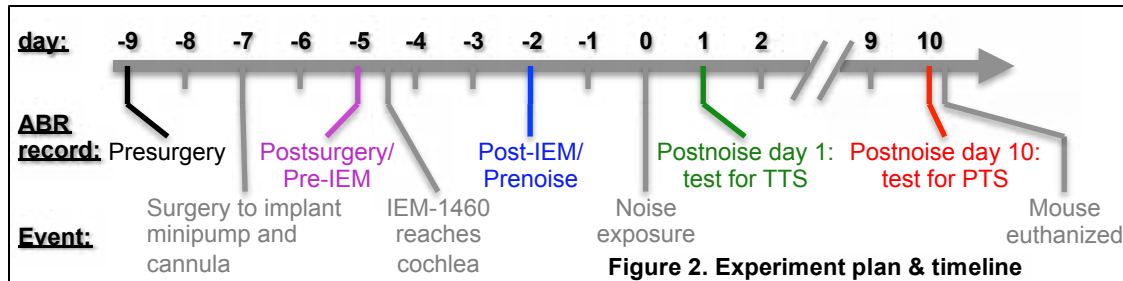 day: -9 -8 -7 -6 -5 -4 -3 -2 -1 0 1 2 9 10
ABR
record: Presurgery Postsurgery/ Post-IEM/ Postnoise day 1: Postnoise day 10:
Pre-IEM Prenoise test for TTS test for PTS
Surgery to implant IEM-1460 Noise Mouse
minipump and reaches exposure euthanized
Event: cannula cochlea
Figure 2. Experiment plan & timeline